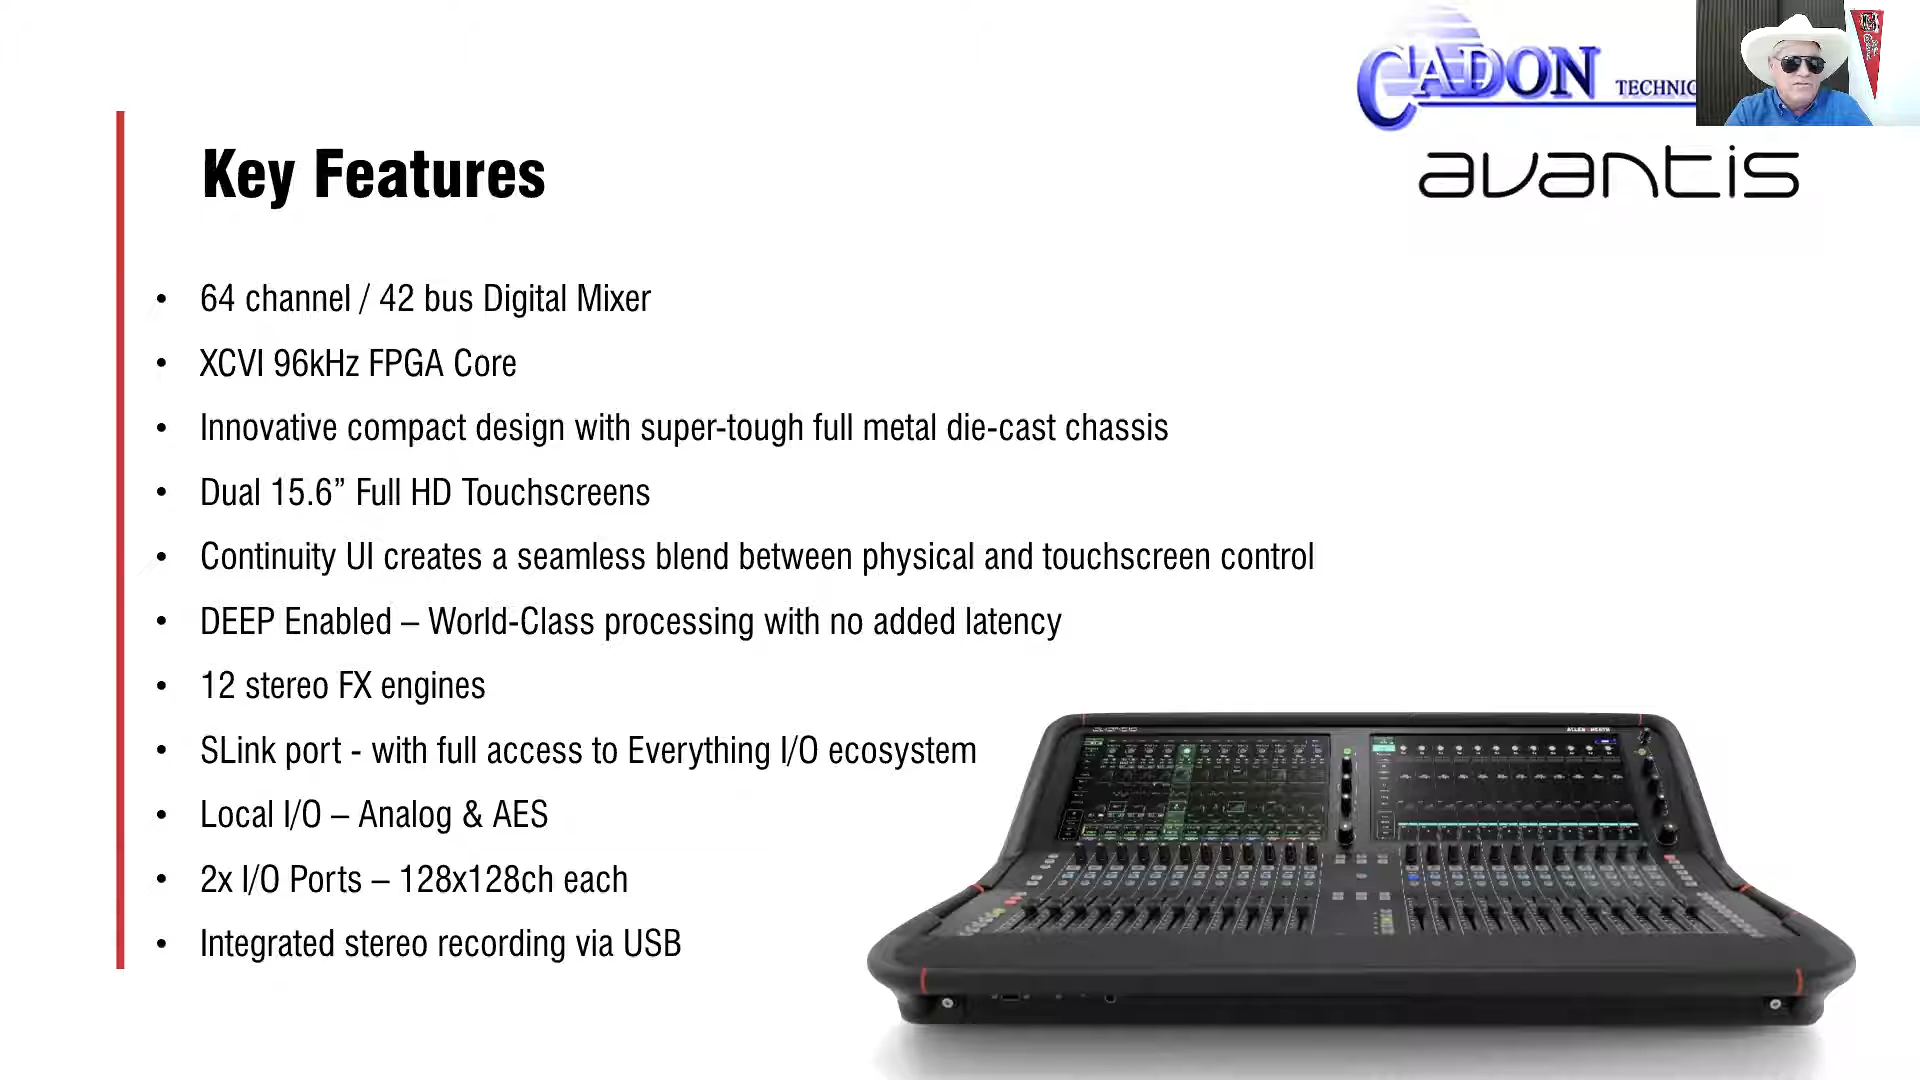 CADON TECHNIC
avantis
Key Features
• 64 channel / 42 bus Digital Mixer
• XCVI 96kHz FPGA Core
• Innovative compact design with super-tough full metal die-cast chassis
• Dual 15.6” Full HD Touchscreens
• Continuity UI creates a seamless blend between physical and touchscreen control
• DEEP Enabled – World-Class processing with no added latency
• 12 stereo FX engines
• SLink port - with full access to Everything I/O ecosystem
• Local I/O – Analog & AES
• 2x I/O Ports – 128x128ch each
• Integrated stereo recording via USB
avantis
ALLEN & HEATH